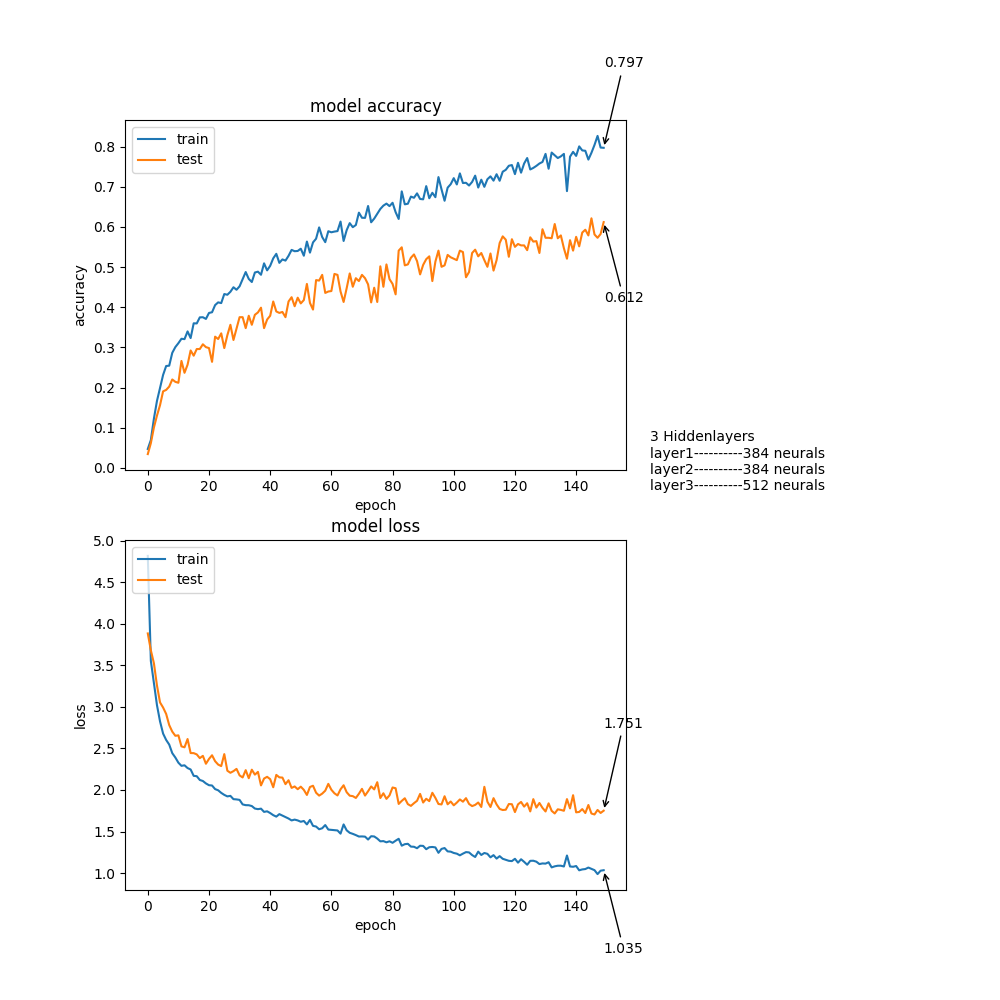 0.797
model accuracy
train
test
0.8
0.7
0.6
0.5
0.4
0.3
0.2
0.1
0.0
accuracy
0.612
0 20 40 60 80 100 120 140
epoch
3 Hiddenlayers
layer1----------384 neurals
layer2----------384 neurals
layer3----------512 neurals
model loss
train
test
5.0
4.5
4.0
3.5
3.0
2.5
2.0
1.5
1.0
loss
1.751
0 20 40 60 80 100 120 140
epoch
1.035